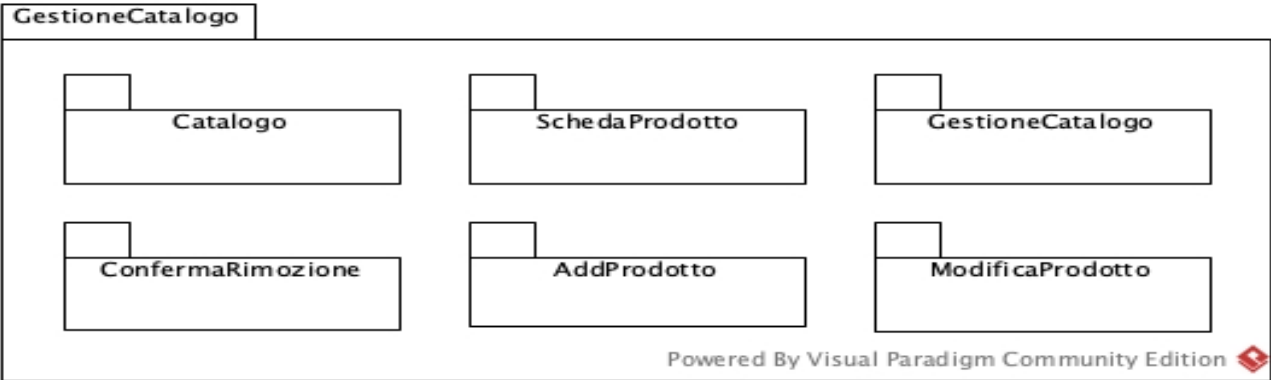 GestioneCatalogo
Catalogo
SchedaProdotto
GestioneCatalogo
ConfermaRimozione
AddProdotto
ModificaProdotto
Powered By Visual Paradigm Community Edition